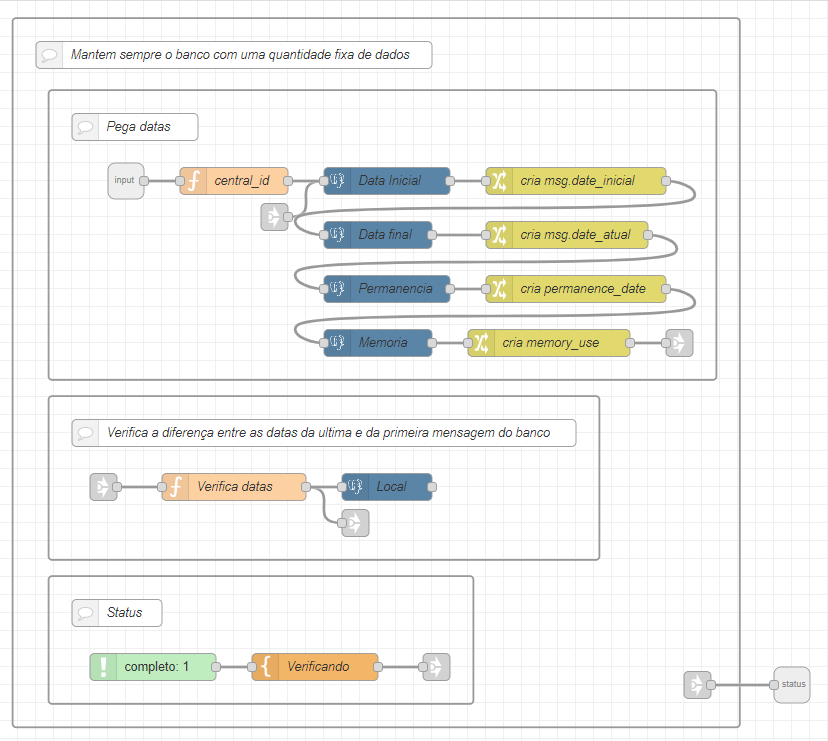 Mantem sempre o banco com uma quantidade fixa de dados
Pega datas
input
central_id
Data Inicial
cria msg.date_inicial
Data final
cria msg.date_atual
Permanencia
cria permanence_date
Memoria
cria memory_use
Verifica a diferença entre as datas da ultima e da primeira mensagem do banco
Verifica datas
Local
Status
completo: 1
Verificando
status